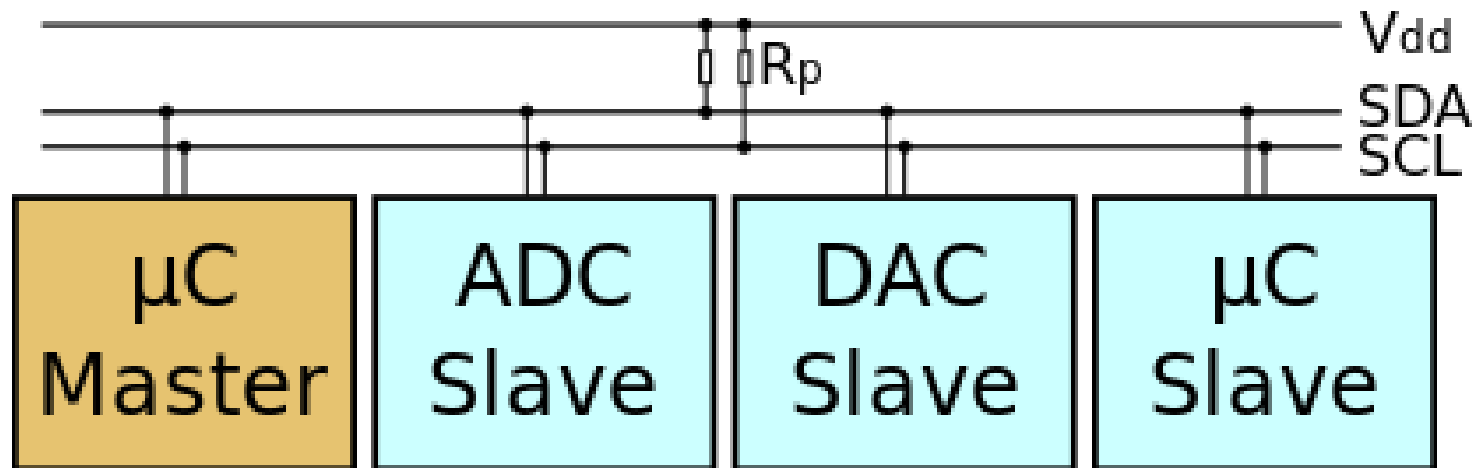 Vdd
Rp
SDA
SCL
µC
Master
ADC
Slave
DAC
Slave
µC
Slave